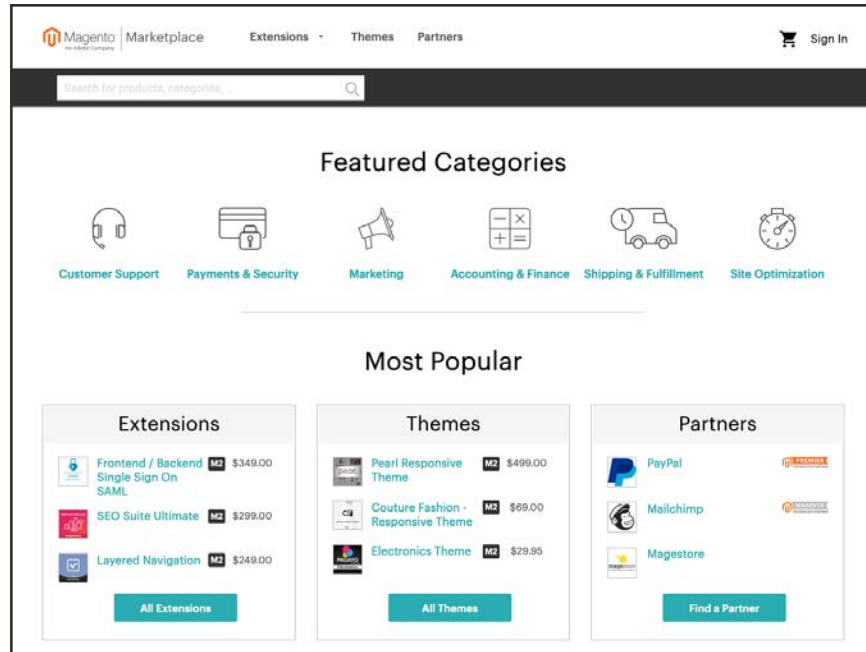 Magento Marketplace Extensions Themes Partners Sign In
An Adobe Company
Search for products, categories, ...
Featured Categories
Customer Support Payments & Security Marketing Accounting & Finance Shipping & Fulfillment Site Optimization
Most Popular
Extensions
Frontend / Backend M2 $349.00
Single Sign On
SAML
SEO Suite Ultimate M2 $299.00
Layered Navigation M2 $249.00
All Extensions
Themes
pearl
Pearl Responsive M2 $499.00
Theme
Couture Fashion - M2 $69.00
Responsive Theme
Electronics Theme M2 $29.95
All Themes
Partners
PayPal PREMIER
Mailchimp MAGENTO
Magestore
Find a Partner